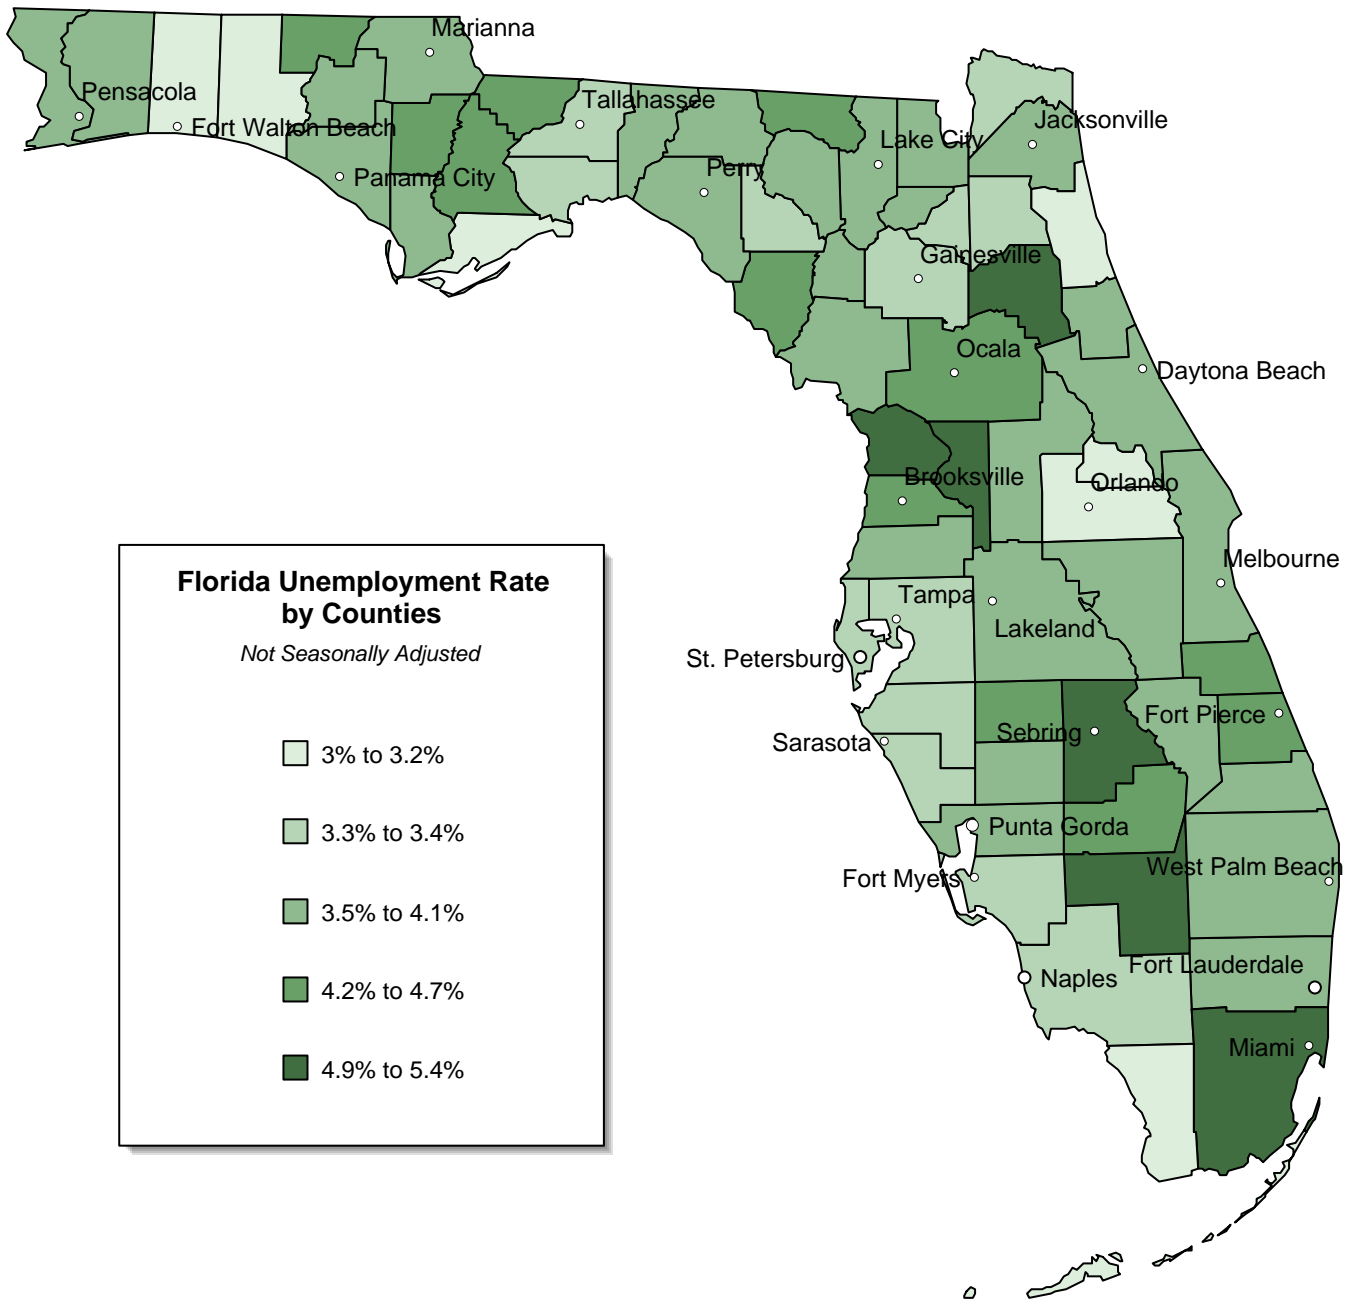 Marianna
Pensacola
Tallahassee
Fort Walton Beach
Jacksonville
Lake City
Perry
Panama City
Gainesville
Ocala
Daytona Beach
Brooksville
Orlando
Melbourne
Florida Unemployment Rate
by Counties
Not Seasonally Adjusted
3% to 3.2%
3.3% to 3.4%
3.5% to 4.1%
4.2% to 4.7%
4.9% to 5.4%
Tampa
Lakeland
St. Petersburg
Fort Pierce
Sebring
Sarasota
Punta Gorda
West Palm Beach
Fort Myers
Fort Lauderdale
Naples
Miami